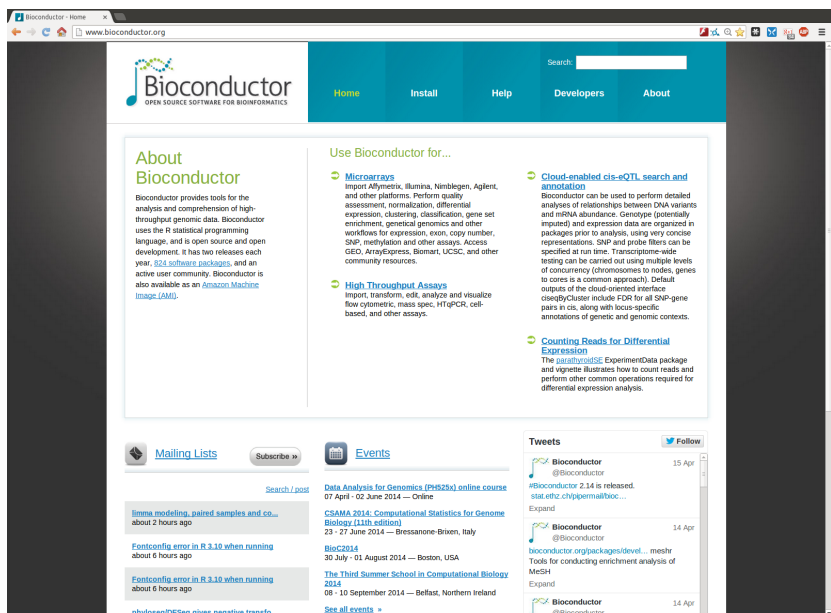 Bioconductor - Home
www.bioconductor.org
Bioconductor
OPEN SOURCE SOFTWARE FOR BIOINFORMATICS
Search:
Home Install Help Developers About
About
Bioconductor
Bioconductor provides tools for the
analysis and comprehension of high-
throughput genomic data. Bioconductor
uses the R statistical programming
language, and is open source and open
development. It has two releases each
year, 824 software packages, and an
active user community. Bioconductor is
also available as an Amazon Machine
Image (AMI).
Use Bioconductor for...
Microarrays
Import Affymetrix, Illumina, Nimblegen, Agilent,
and other platforms. Perform quality
assessment, normalization, differential
expression, clustering, classification, gene set
enrichment, genetical genomics and other
workflows for expression, exon, copy number,
SNP, methylation and other assays. Access
GEO, ArrayExpress, Biomart, UCSC, and other
community resources.
High Throughput Assays
Import, transform, edit, analyze and visualize
flow cytometric, mass spec, HTqPCR, cell-
based, and other assays.
Cloud-enabled cis-eQTL search and
annotation
Bioconductor can be used to perform detailed
analyses of relationships between DNA variants
and mRNA abundance. Genotype (potentially
imputed) and expression data are organized in
packages prior to analysis, using very concise
representations. SNP and probe filters can be
specified at run time. Transcriptome-wide
testing can be carried out using multiple levels
of concurrency (chromosomes to nodes, genes
to cores is a common approach). Default
outputs of the cloud-oriented interface
ciseqByCluster include FDR for all SNP-gene
pairs in cis, along with locus-specific
annotations of genetic and genomic contexts.
Counting Reads for Differential
Expression
The parathyroidSE ExperimentData package
and vignette illustrates how to count reads and
perform other common operations required for
differential expression analysis.
Mailing Lists
Subscribe »
Search / post
limma modeling, paired samples and co...
about 2 hours ago
Fontconfig error in R 3.10 when running
about 6 hours ago
Fontconfig error in R 3.10 when running
about 6 hours ago
phyloseq/DESeq gives negative transfo...
Events
Data Analysis for Genomics (PH525x) online course
07 April - 02 June 2014 — Online
CSAMA 2014: Computational Statistics for Genome
Biology (11th edition)
23 - 27 June 2014 — Bressanone-Brixen, Italy
BioC2014
30 July - 01 August 2014 — Boston, USA
The Third Summer School in Computational Biology
2014
08 - 10 September 2014 — Belfast, Northern Ireland
See all events »
Tweets
Follow
Bioconductor 15 Apr
@Bioconductor
#Bioconductor 2.14 is released.
stat.ethz.ch/pipermail/bioc…
Expand
Bioconductor 14 Apr
@Bioconductor
bioconductor.org/packages/devel… meshr
Tools for conducting enrichment analysis of
MeSH
Expand
Bioconductor 14 Apr
@Bioconductor